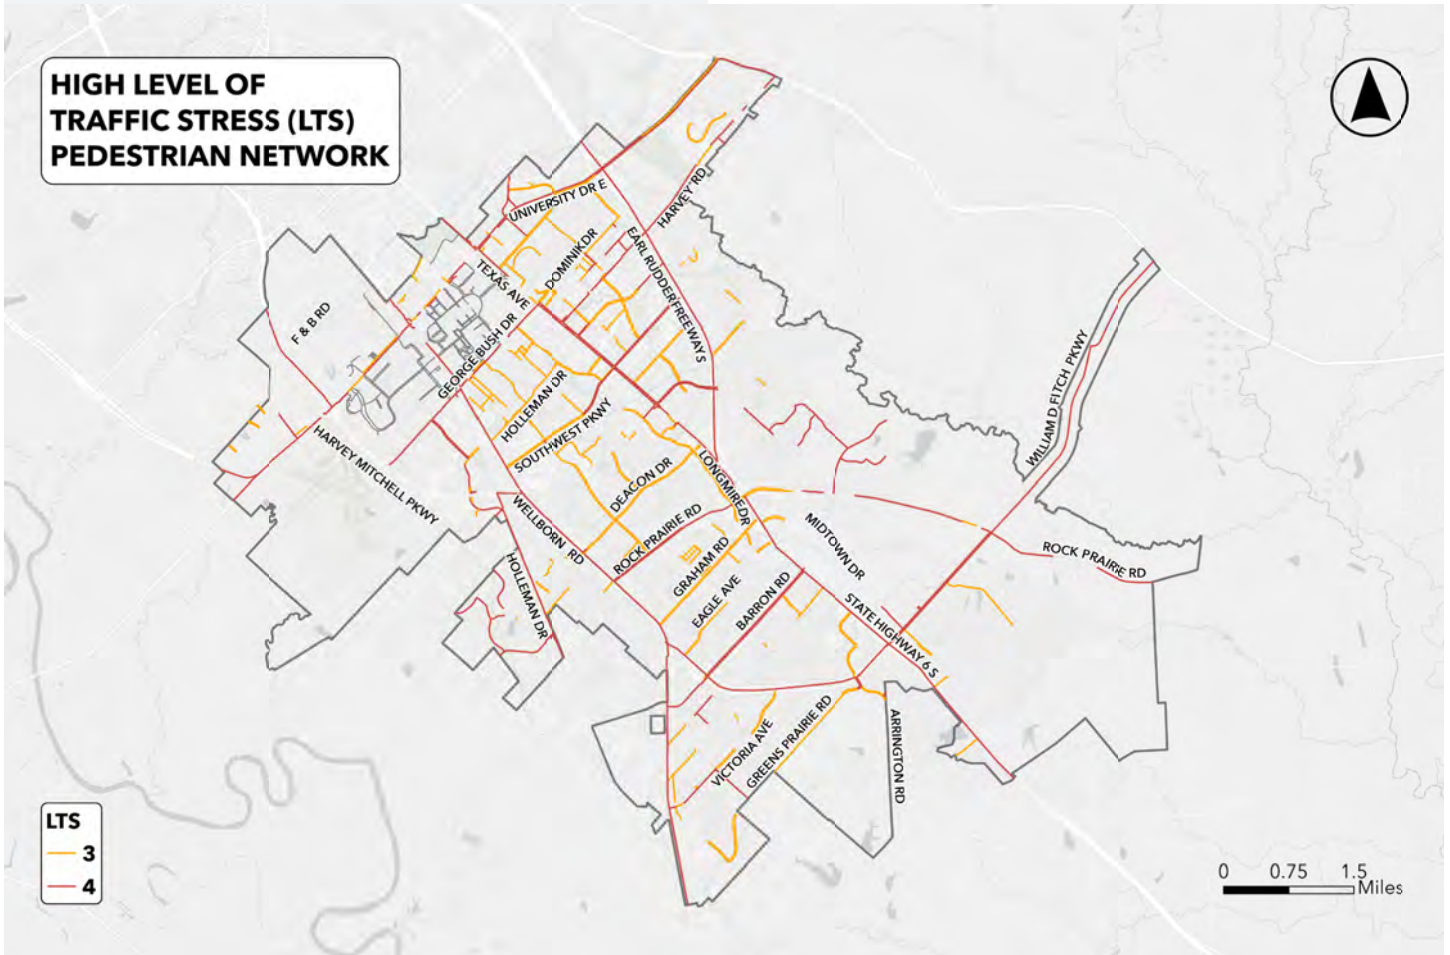 HIGH LEVEL OF
TRAFFIC STRESS (LTS)
PEDESTRIAN NETWORK
UNIVERSITY DR E
HARVEY RD
DOMINIK DR
EARL RUDDER FREEWAY S
TEXAS AVE
F & B RD
GEORGE BUSH DR
HOLLEMAN DR
SOUTHWEST PKWY
HARVEY MITCHELL PKWY
WILLIAM D FITCH PKWY
DEACON DR
LONGMIRE DR
WELLBORN RD
ROCK PRAIRIE RD
MIDTOWN DR
ROCK PRAIRIE RD
GRAHAM RD
HOLLEMAN DR
EAGLE AVE
BARRON RD
STATE HIGHWAY 6 S
VICTORIA AVE
GREENS PRAIRIE RD
ARRINGTON RD
LTS
3
4
0 0.75 1.5
Miles